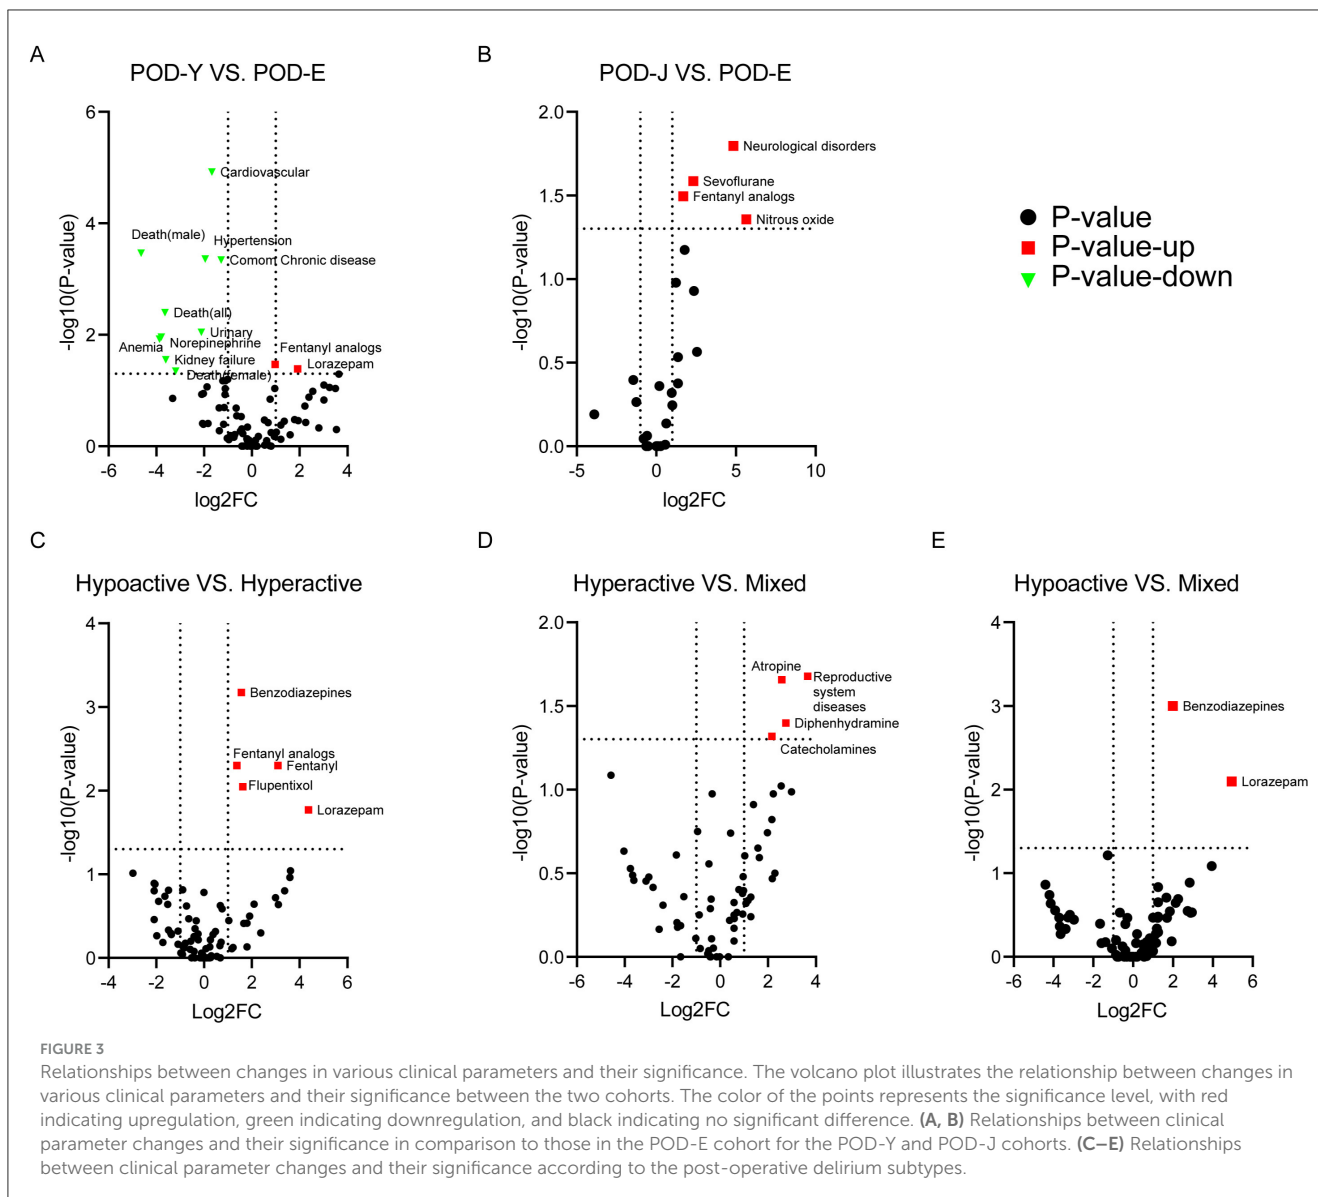 A
POD-Y VS. POD-E
6
4
2
0
-6
-4
-2
0
2
4
-log10(P-value)
log2FC
Cardiovascular
Death(male)
Hypertension
Comom Chronic disease
Death(all)
Urinary
Norepinephrine
Anemia
Kidney failure
Death(female)
Fentanyl analogs
Lorazepam
B
POD-J VS. POD-E
2.0
1.5
1.0
0.5
0.0
-5
0
5
10
-log10(P-value)
log2FC
Neurological disorders
Sevoflurane
Fentanyl analogs
Nitrous oxide
P-value
P-value-up
P-value-down
C
Hypoactive VS. Hyperactive
4
3
2
1
0
-4
-2
0
2
4
6
-log10(P-value)
Log2FC
Benzodiazepines
Fentanyl analogs
Fentanyl
Flupentixol
Lorazepam
D
Hyperactive VS. Mixed
2.0
1.5
1.0
0.5
0.0
-6
-4
-2
0
2
4
-log10(P-value)
Log2FC
Atropine
Reproductive
system
diseases
Diphenhydramine
Catecholamines
E
Hypoactive VS. Mixed
4
3
2
1
0
-6
-4
-2
0
2
4
6
-log10(P-value)
Log2FC
Benzodiazepines
Lorazepam
FIGURE 3
Relationships between changes in various clinical parameters and their significance. The volcano plot illustrates the relationship between changes in
various clinical parameters and their significance between the two cohorts. The color of the points represents the significance level, with red
indicating upregulation, green indicating downregulation, and black indicating no significant difference. (A, B) Relationships between clinical
parameter changes and their significance in comparison to those in the POD-E cohort for the POD-Y and POD-J cohorts. (C–E) Relationships
between clinical parameter changes and their significance according to the post-operative delirium subtypes.